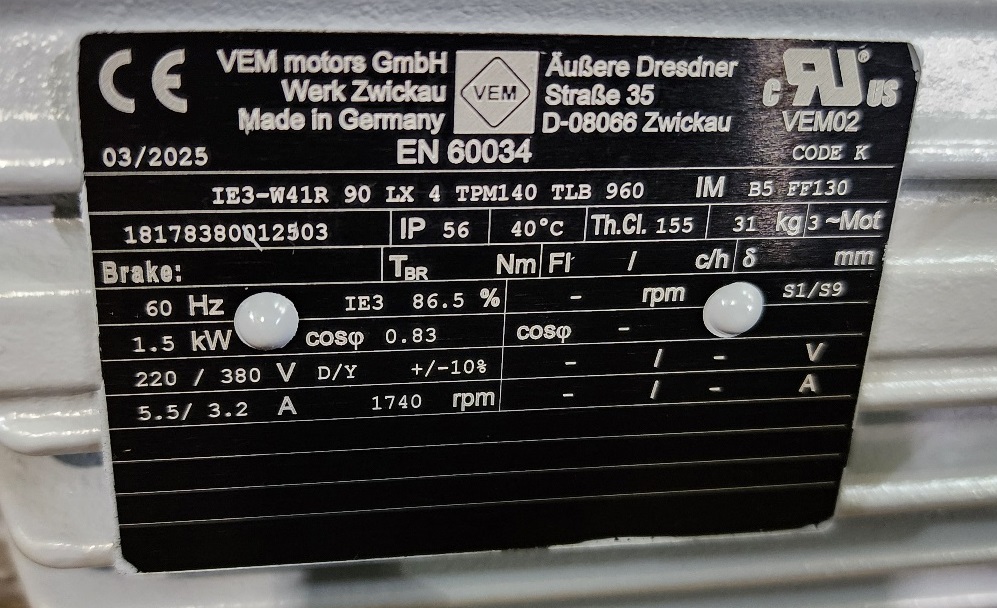 CE VEM motors GmbH VEM Äußere Dresdner c RU® US
Werk Zwickau Straße 35
Made in Germany D-08066 Zwickau VEM02
03/2025 EN 60034 CODE K
IE3-W41R 90 LX 4 TPM140 TLB 960 IM B5 FF130
18178380012503 IP 56 40°C Th.Cl. 155 31 kg 3 ~Mot
Brake: TBR Nm Fl / c/h δ mm
60 Hz IE3 86.5 % - rpm S1/S9
1.5 kW cosφ 0.83 cosφ -
220 / 380 V D/Y +/-10% - / - V
5.5/ 3.2 A 1740 rpm - / - A